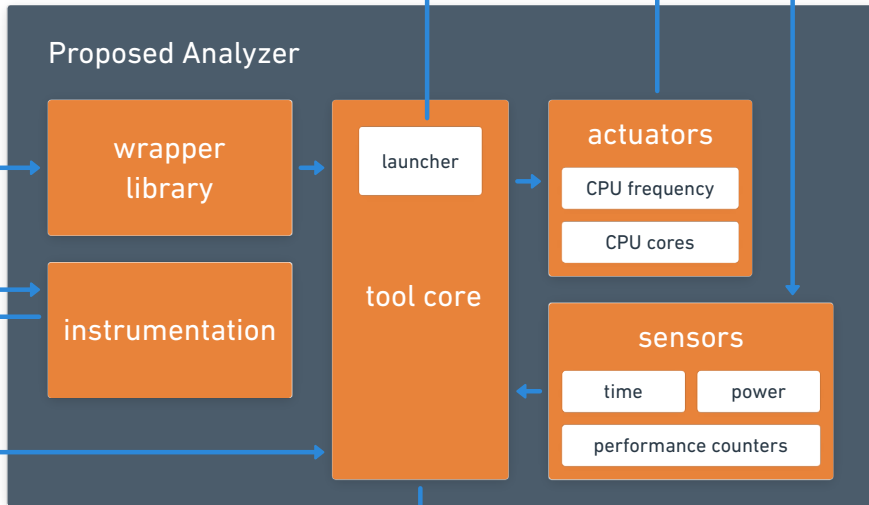 Proposed Analyzer
wrapper
library
instrumentation
launcher
tool core
actuators
CPU frequency
CPU cores
sensors
time
power
performance counters